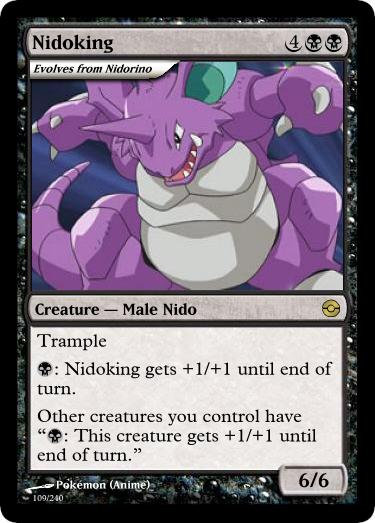 Nidoking 4
Evolves from Nidorino
Creature — Male Nido
Trample
: Nidoking gets +1/+1 until end of
turn.
Other creatures you control have
“: This creature gets +1/+1 until
end of turn.”
6/6
Pokémon (Anime)
109/240